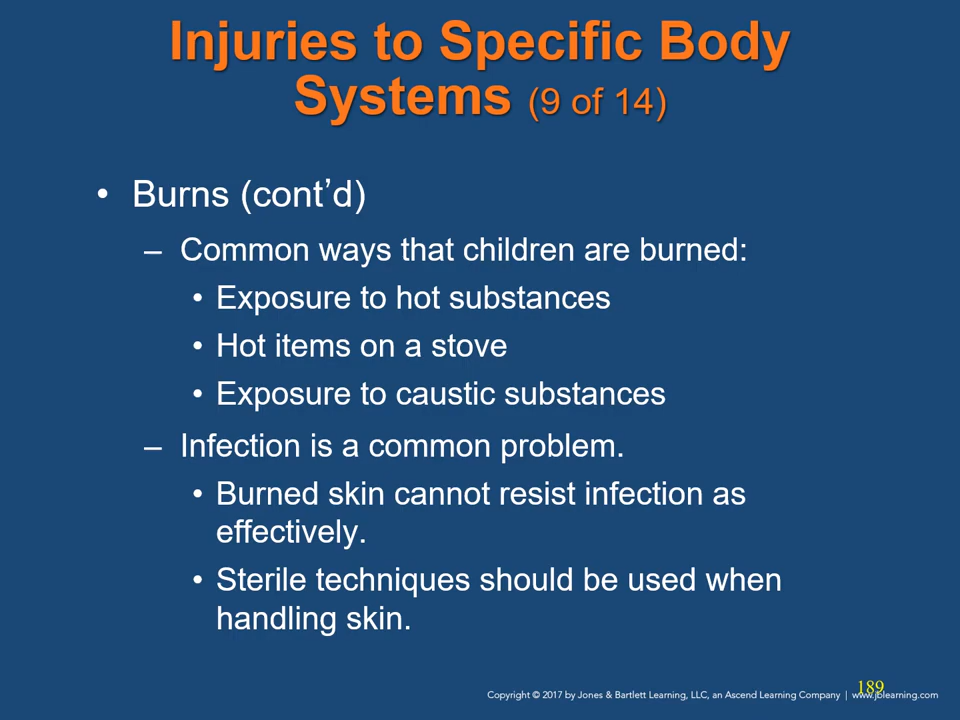 Injuries to Specific Body
Systems (9 of 14)
• Burns (cont’d)
– Common ways that children are burned:
• Exposure to hot substances
• Hot items on a stove
• Exposure to caustic substances
– Infection is a common problem.
• Burned skin cannot resist infection as
effectively.
• Sterile techniques should be used when
handling skin.
189
Copyright © 2017 by Jones & Bartlett Learning, LLC, an Ascend Learning Company | www.jblearning.com